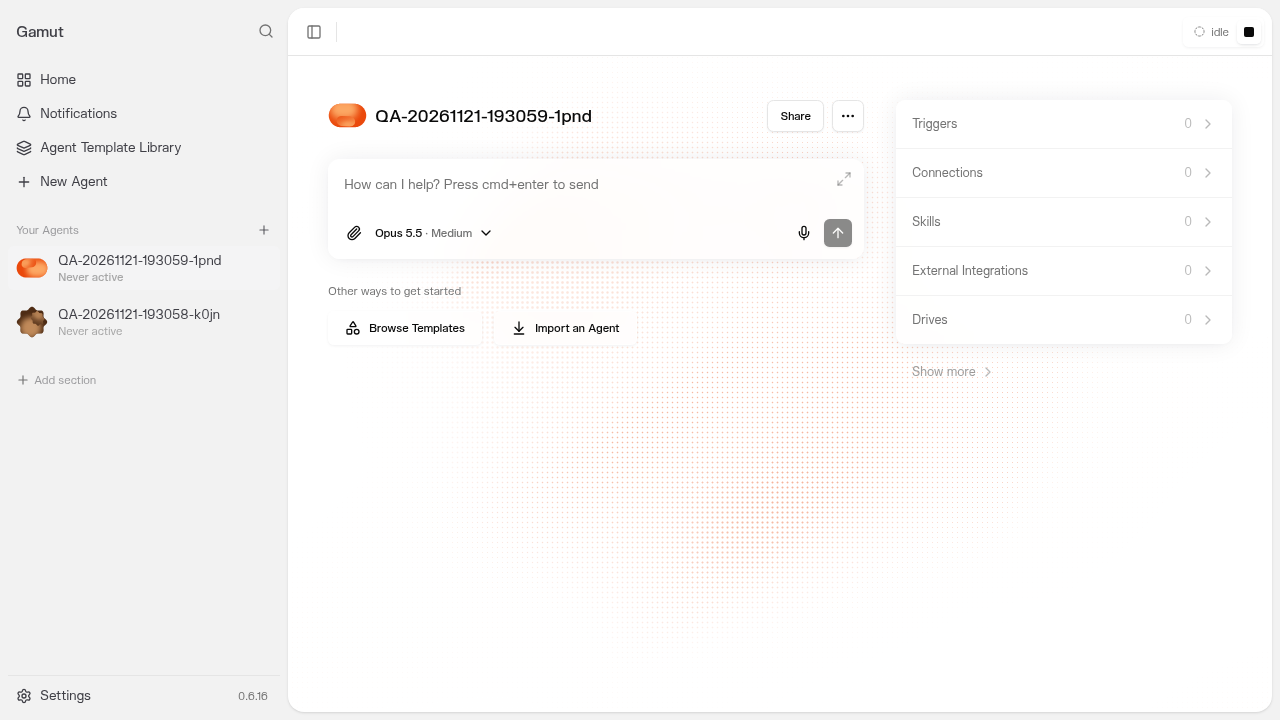 Gamut
Home
Notifications
Agent Template Library
New Agent
Your Agents
QA-20261121-193059-1pnd
Never active
QA-20261121-193058-k0jn
Never active
Add section
Settings
0.6.16
idle
QA-20261121-193059-1pnd
Share
How can I help? Press cmd+enter to send
Opus 5.5 · Medium
Other ways to get started
Browse Templates
Import an Agent
Triggers 0
Connections 0
Skills 0
External Integrations 0
Drives 0
Show more